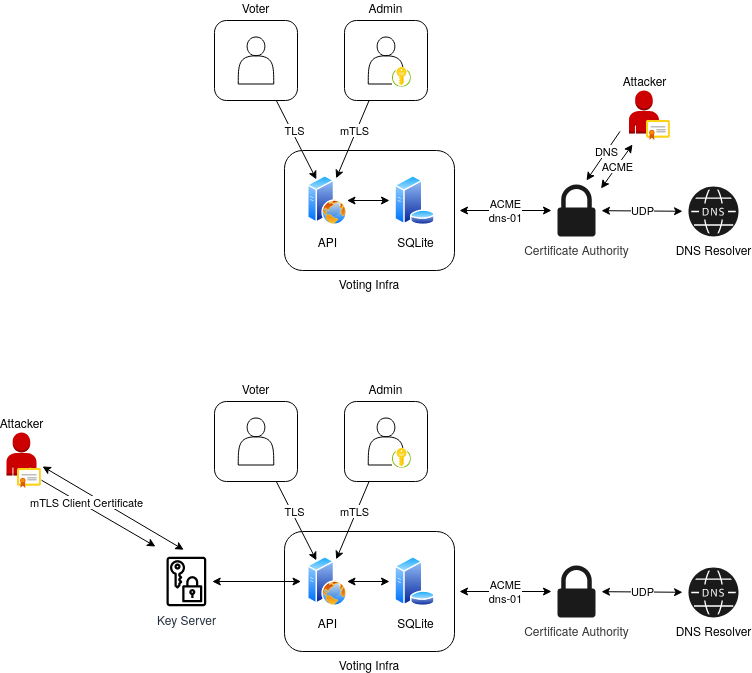 Voter
Admin
Attacker
TLS
mTLS
DNS
ACME
ACME
dns-01
UDP
DNS
API
SQLite
Certificate Authority
DNS Resolver
Voting Infra
Voter
Admin
Attacker
mTLS Client Certificate
TLS
mTLS
ACME
dns-01
UDP
DNS
Key Server
API
SQLite
Certificate Authority
DNS Resolver
Voting Infra